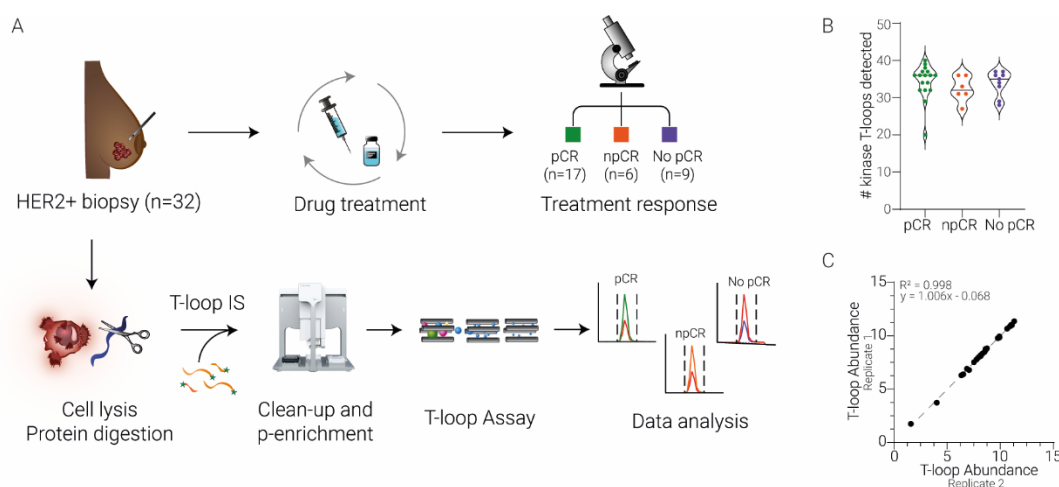 A
HER2+ biopsy (n=32)
Drug treatment
pCR
(n=17)
npCR
(n=6)
No pCR
(n=9)
Treatment response
T-loop IS
Cell lysis
Protein digestion
Clean-up and
p-enrichment
T-loop Assay
pCR
No pCR
npCR
Data analysis
B
# kinase T-loops detected
50
40
30
20
10
0
pCR
npCR
No pCR
C
R² = 0.998
y = 1.006x - 0.068
T-loop Abundance
Replicate 1
15
10
5
0
0
5
10
15
T-loop Abundance
Replicate 2